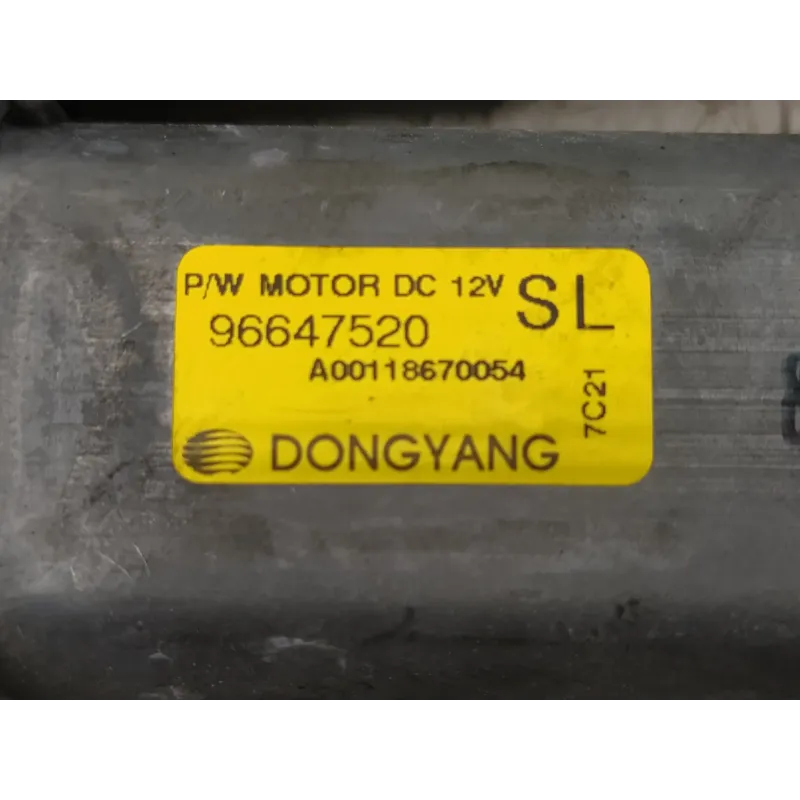 P/W MOTOR DC 12V SL
96647520
A00118670054
7C21
DONGYANG